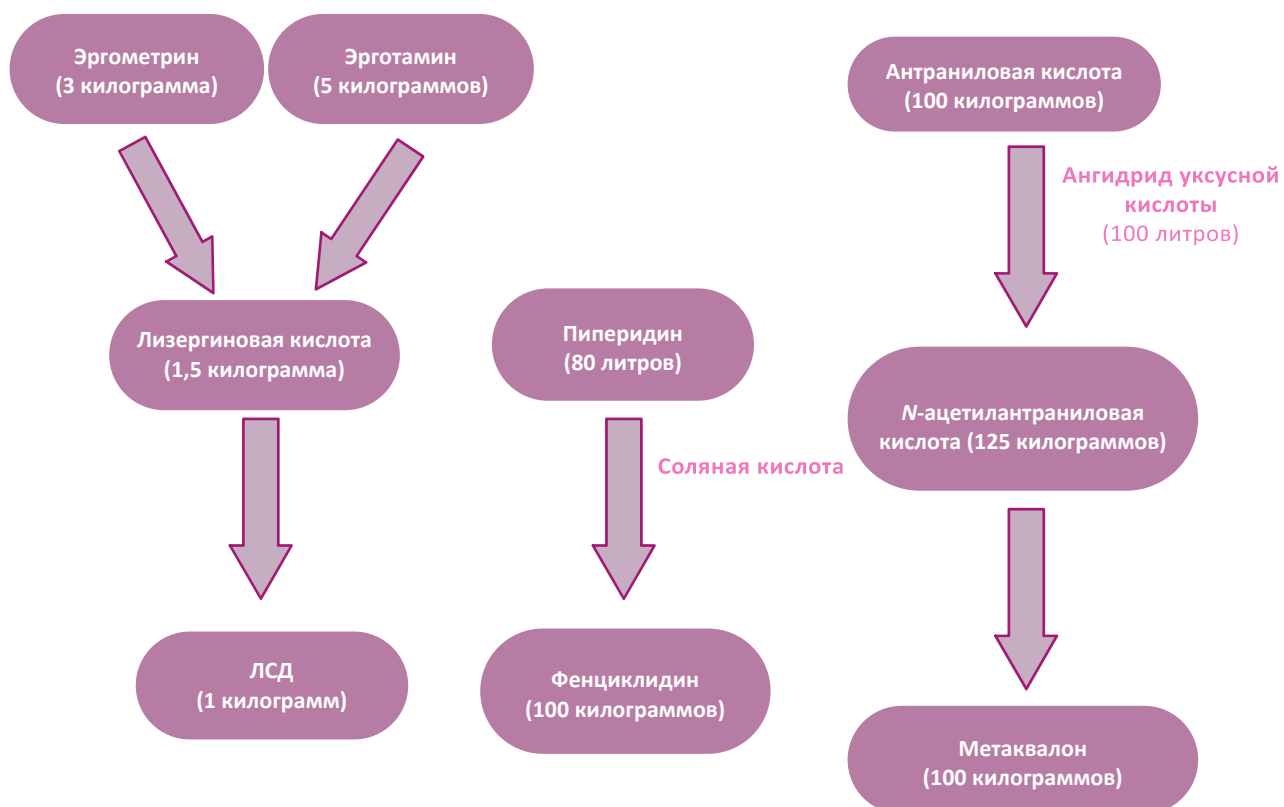 Эргометрин
(3 килограмма)
Эрготамин
(5 килограммов)
Лизергиновая кислота
(1,5 килограмма)
ЛСД
(1 килограмм)
Пиперидин
(80 литров)
Соляная кислота
Фенциклидин
(100 килограммов)
Антраниловая кислота
(100 килограммов)
Ангидрид уксусной
кислоты
(100 литров)
N-ацетилантраниловая
кислота (125 килограммов)
Метаквалон
(100 килограммов)